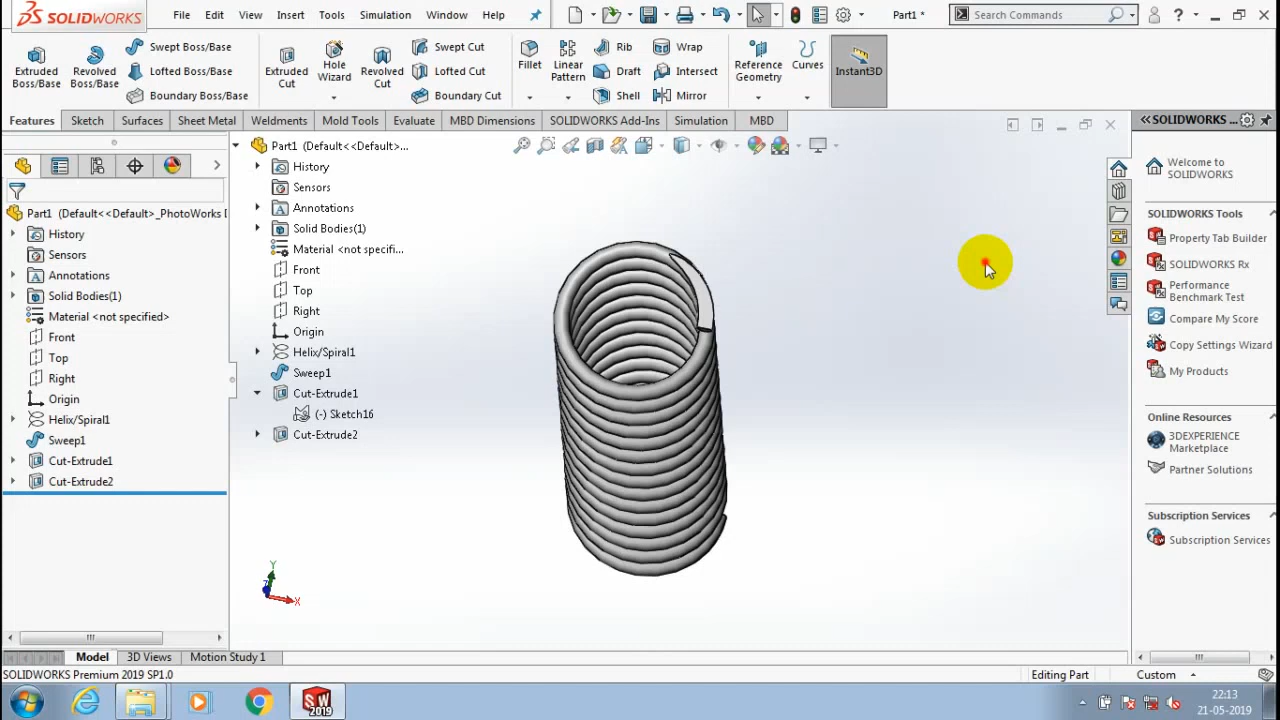 SOLIDWORKS
File Edit View Insert Tools Simulation Window Help
Part1 *
Search Commands
Extruded Boss/Base
Revolved Boss/Base
Swept Boss/Base
Lofted Boss/Base
Boundary Boss/Base
Extruded Cut
Hole Wizard
Revolved Cut
Swept Cut
Lofted Cut
Boundary Cut
Fillet
Linear Pattern
Rib
Draft
Shell
Wrap
Intersect
Mirror
Reference Geometry
Curves
Instant3D
Features Sketch Surfaces Sheet Metal Weldments Mold Tools Evaluate MBD Dimensions SOLIDWORKS Add-Ins Simulation MBD
Part1 (Default<<Default>_PhotoWorks D
History
Sensors
Annotations
Solid Bodies(1)
Material <not specified>
Front
Top
Right
Origin
Helix/Spiral1
Sweep1
Cut-Extrude1
Cut-Extrude2
Part1 (Default<<Default>...
History
Sensors
Annotations
Solid Bodies(1)
Material <not specifi...
Front
Top
Right
Origin
Helix/Spiral1
Sweep1
Cut-Extrude1
(-) Sketch16
Cut-Extrude2
Y
Z
X
SOLIDWORKS...
Welcome to
SOLIDWORKS
SOLIDWORKS Tools
Property Tab Builder
SOLIDWORKS Rx
Performance
Benchmark Test
Compare My Score
Copy Settings Wizard
My Products
Online Resources
3DEXPERIENCE
Marketplace
Partner Solutions
Subscription Services
Subscription Services
Model 3D Views Motion Study 1
SOLIDWORKS Premium 2019 SP1.0
Editing Part
Custom
SW
2019
22:13
21-05-2019